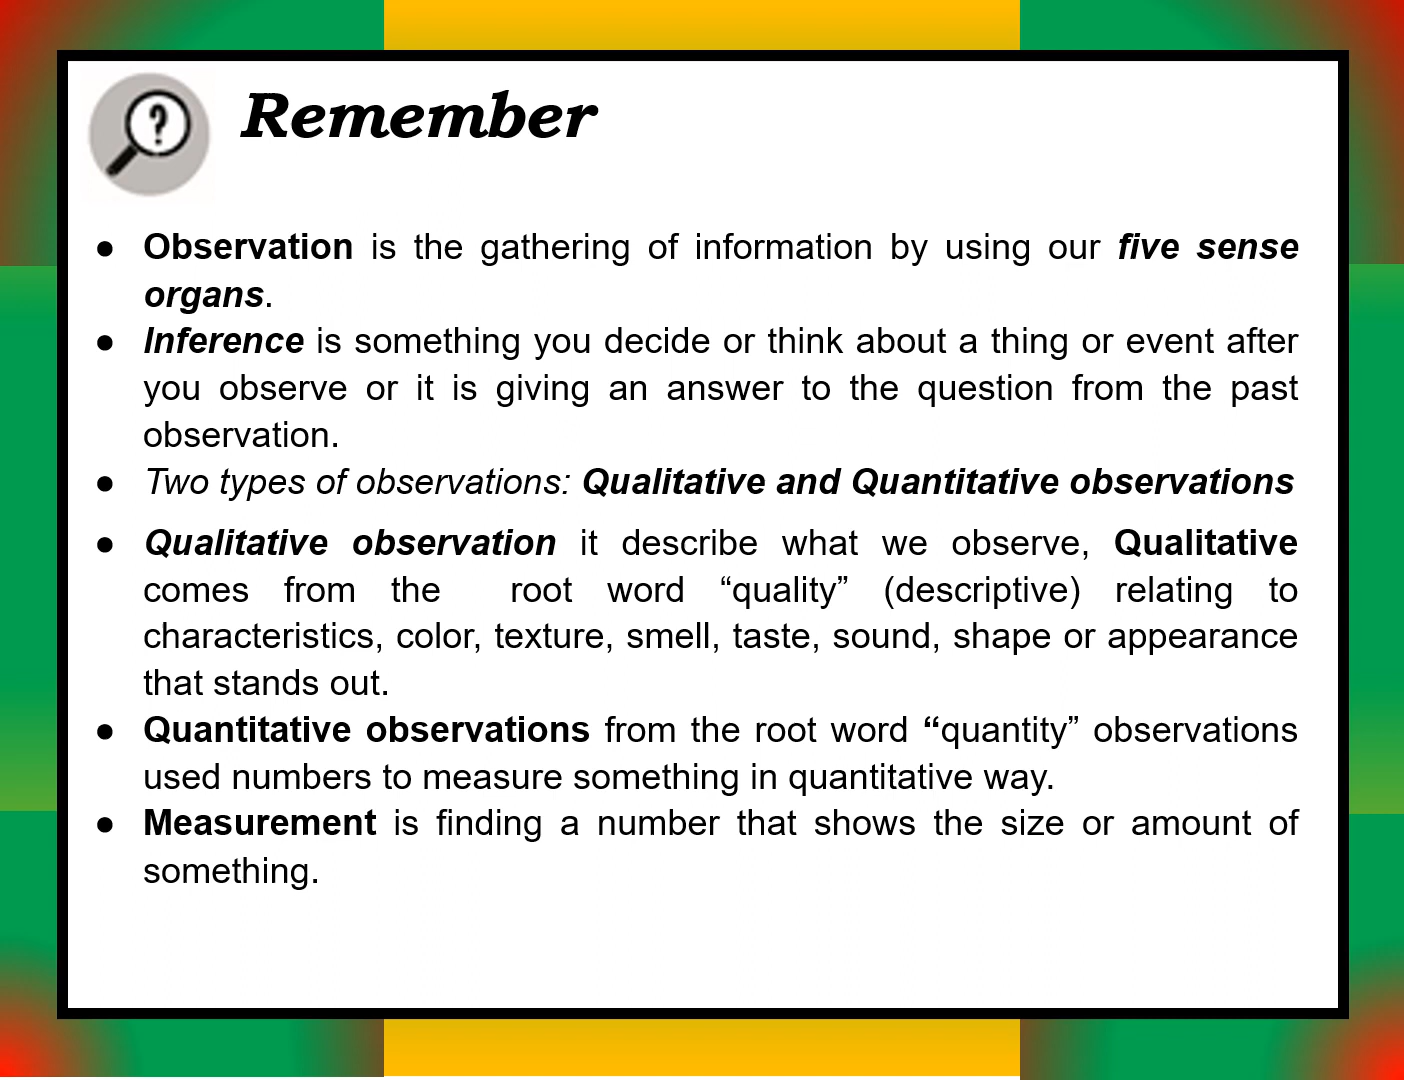 ?
Remember
● Observation is the gathering of information by using our five sense
organs.
● Inference is something you decide or think about a thing or event after
you observe or it is giving an answer to the question from the past
observation.
● Two types of observations: Qualitative and Quantitative observations
● Qualitative observation it describe what we observe, Qualitative
comes from the root word “quality” (descriptive) relating to
characteristics, color, texture, smell, taste, sound, shape or appearance
that stands out.
● Quantitative observations from the root word “quantity” observations
used numbers to measure something in quantitative way.
● Measurement is finding a number that shows the size or amount of
something.